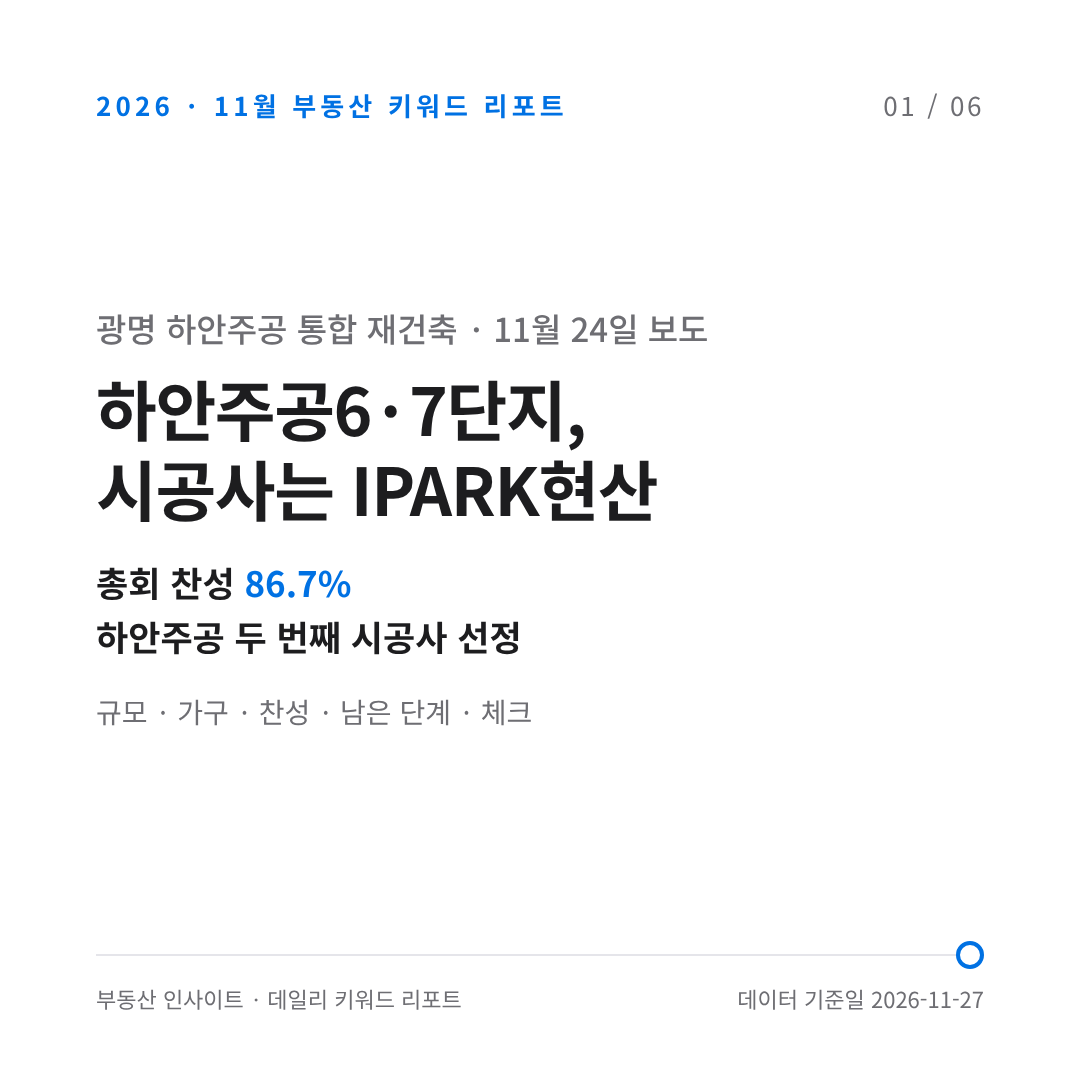 2026 · 11월 부동산 키워드 리포트
01 / 06
광명 하안주공 통합 재건축 · 11월 24일 보도
하안주공6·7단지,
시공사는 IPARK현산
총회 찬성 86.7%
하안주공 두 번째 시공사 선정
규모 · 가구 · 찬성 · 남은 단계 · 체크
부동산 인사이트 · 데일리 키워드 리포트
데이터 기준일 2026-11-27